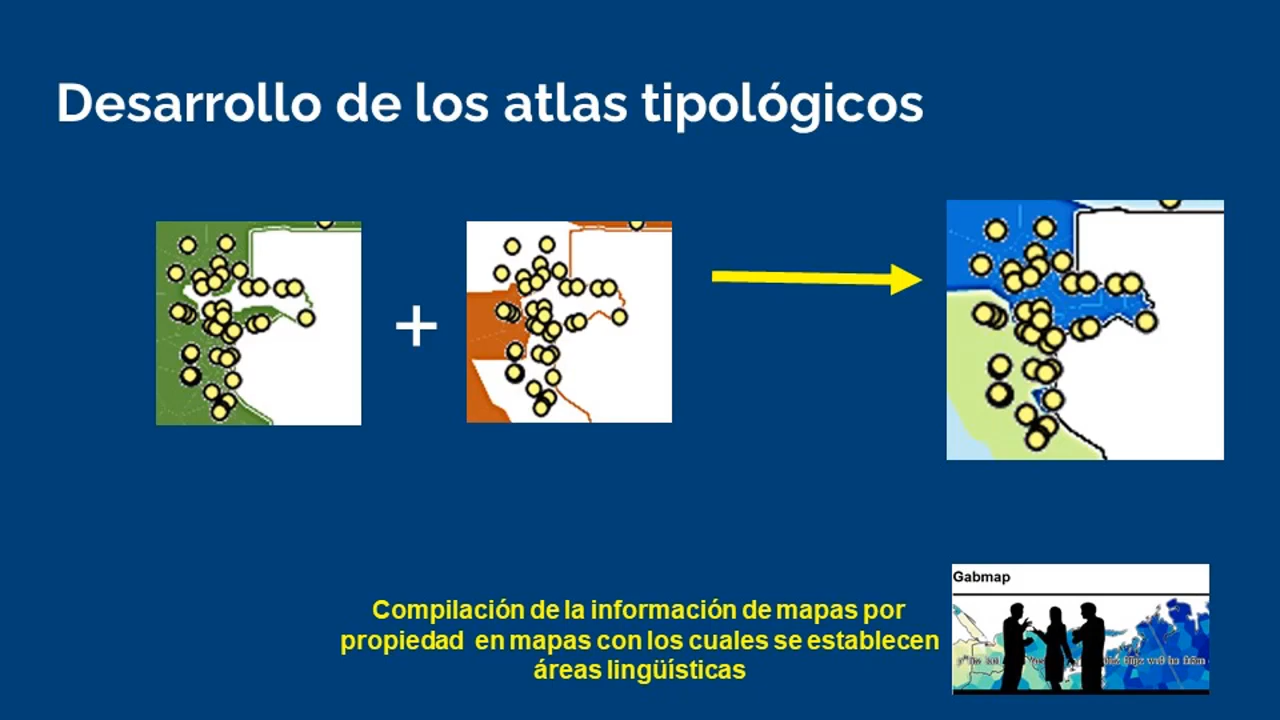 Desarrollo de los atlas tipológicos
+
Compilación de la información de mapas por
propiedad en mapas con los cuales se establecen
áreas lingüísticas
Gabmap